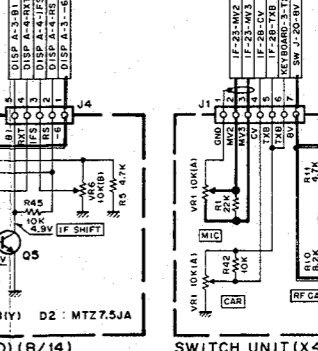 DISP A-3-B1
DISP A-4-RXT
DISP A-4-IFS
DISP A-4-RS
DISP A-3--6
IF-23-MV2
IF-23-MV3
IF-28-CV
IF-28-TXB
KEYBOARD-3-T
SW J-20-8V
5 4 3 2 1
J4
J1
1 2 3 4 5 6 7
B1
RXT
IFS
RS
-6
GND
MV2
MV3
CV
TXB
TXB
8V
VR6
10K(B)
R5 4.7K
R45
10K
4.9V
IF SHIFT
Q5
VR1 10K(A)
R1
22K
MIC
R11
4.7K
VR1 10K(A)
R42
10K
CAR
R10
8.2K
RF GA
(Y) D2 : MTZ7.5JA
(B/14)
SWITCH UNIT(X4